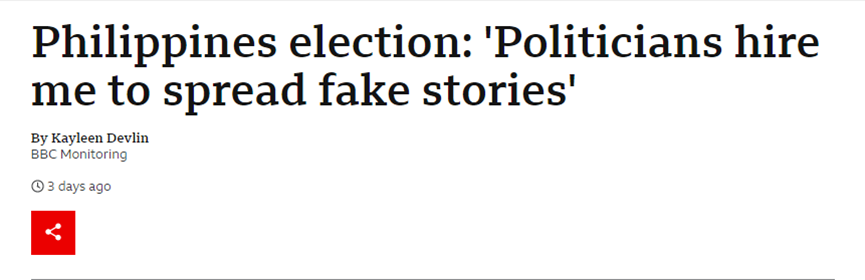 Philippines election: 'Politicians hire
me to spread fake stories'
By Kayleen Devlin
BBC Monitoring
3 days ago